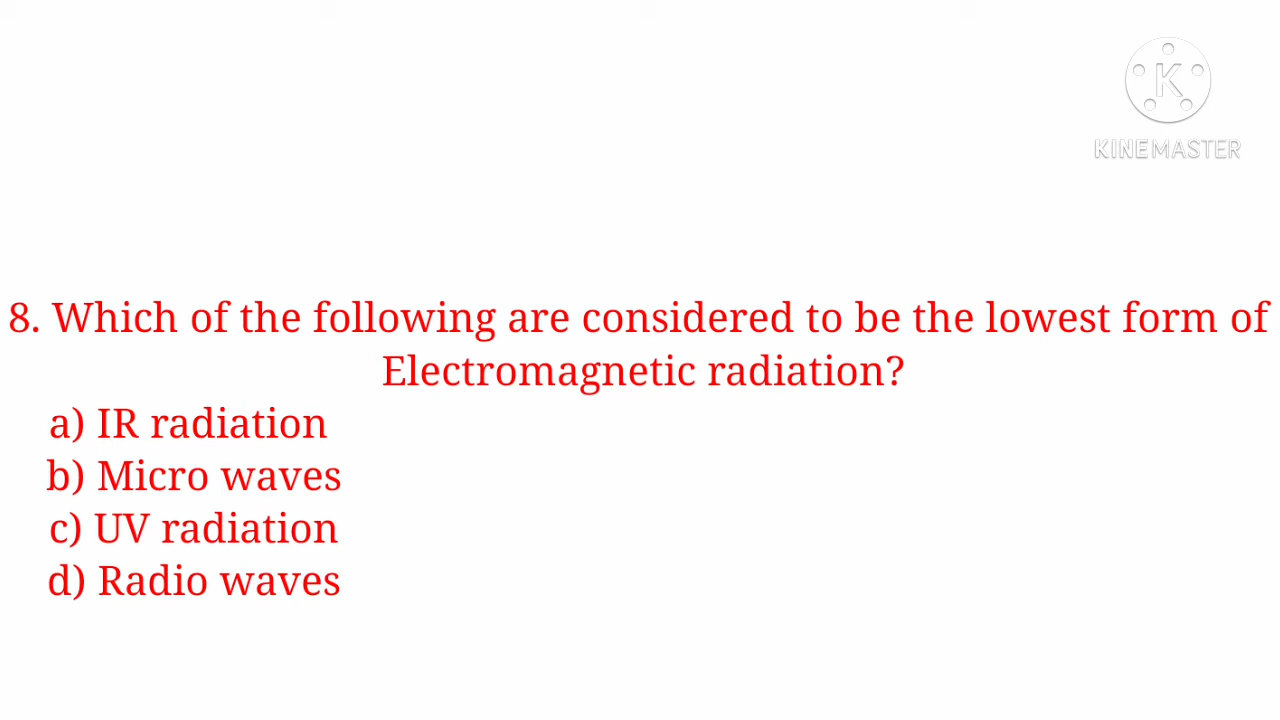 K
KINEMASTER
8. Which of the following are considered to be the lowest form of
Electromagnetic radiation?
a) IR radiation
b) Micro waves
c) UV radiation
d) Radio waves